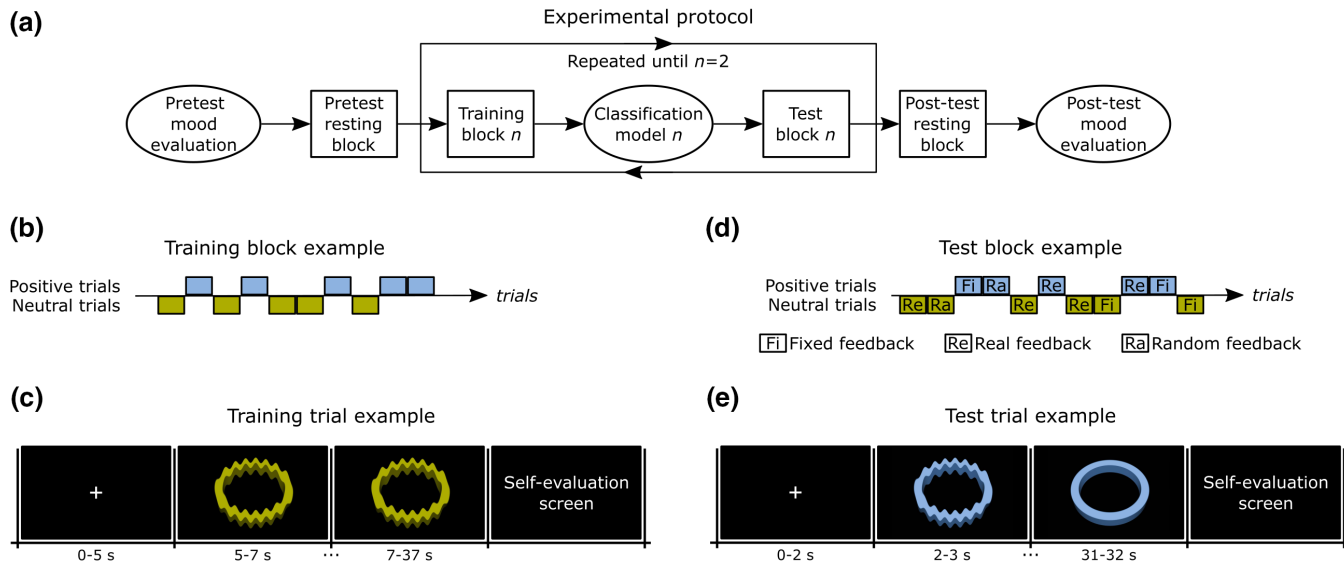 (a)
Experimental protocol
Repeated until n=2
Pretest
mood
evaluation
Pretest
resting
block
Training
block n
Classification
model n
Test
block n
Post-test
resting
block
Post-test
mood
evaluation
(b)
Training block example
Positive trials
Neutral trials
trials
(d)
Test block example
Positive trials
Neutral trials
Fi Ra Re Re Fi
Re Ra Re Re Fi Fi
trials
Fi Fixed feedback Re Real feedback Ra Random feedback
(c)
Training trial example
+
Self-evaluation
screen
0-5 s 5-7 s ... 7-37 s
(e)
Test trial example
+
Self-evaluation
screen
0-2 s 2-3 s ... 31-32 s